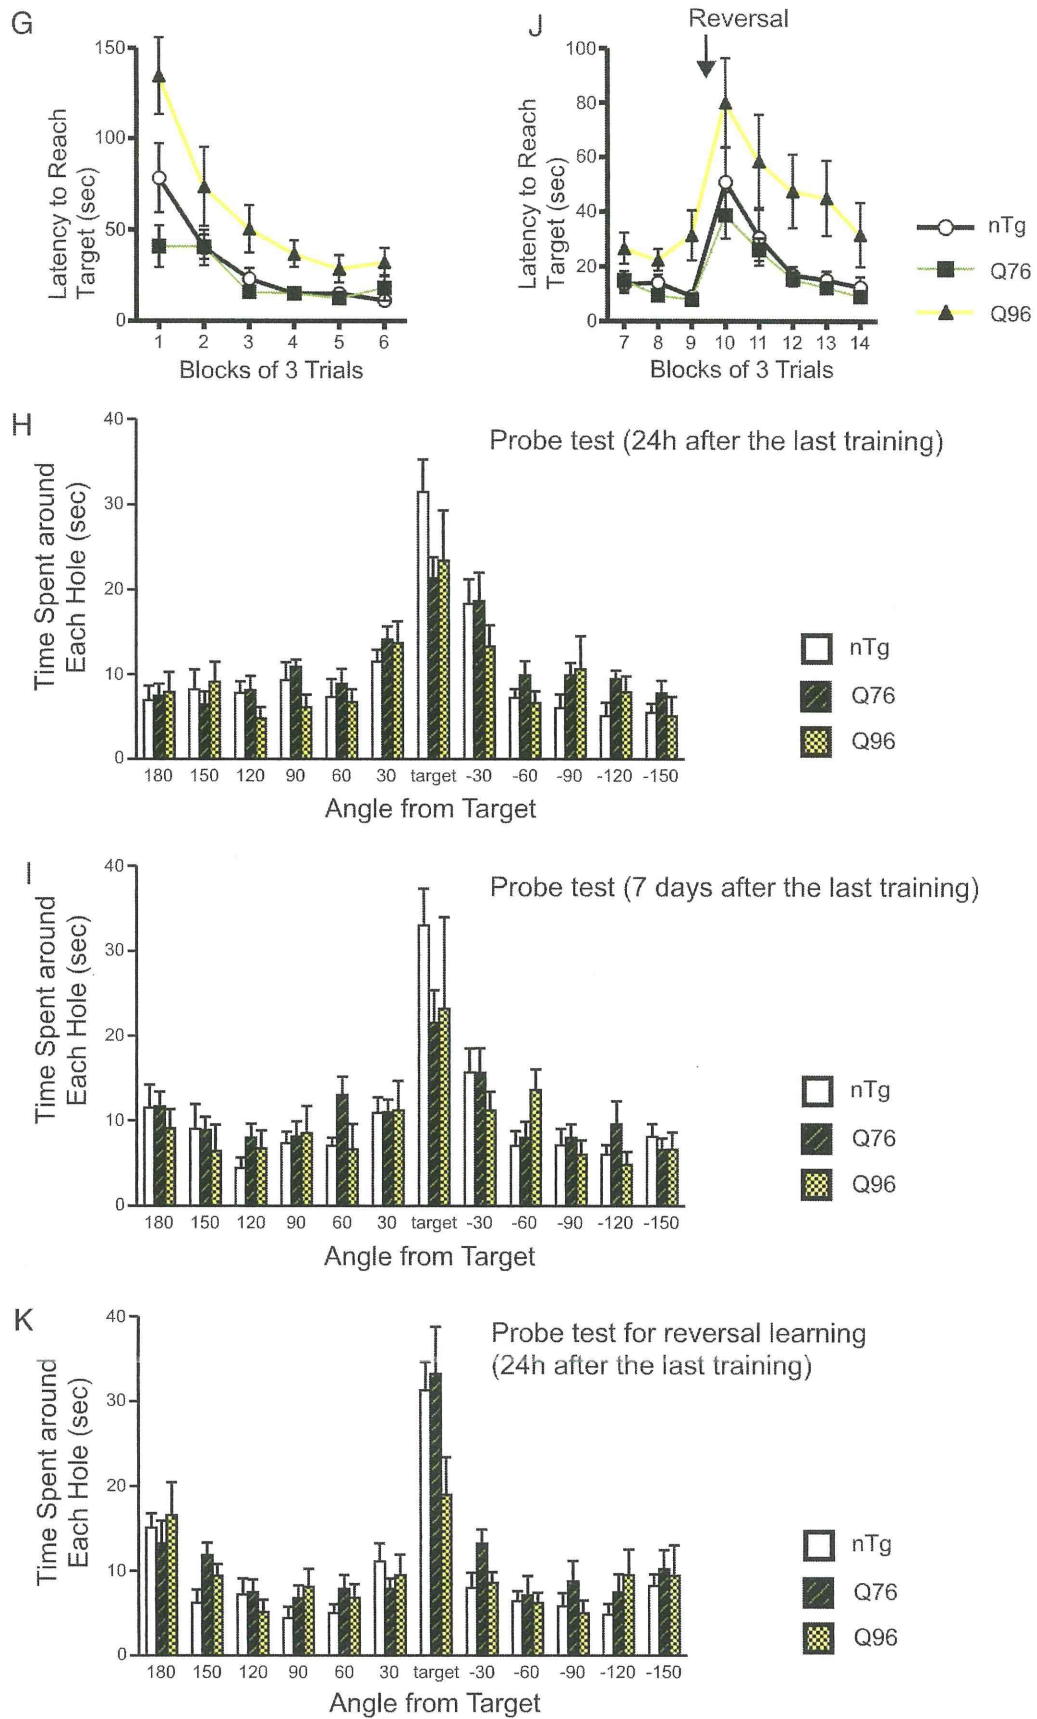 G
150
100
50
0
Latency to Reach
Target (sec)
1 2 3 4 5 6
Blocks of 3 Trials
J
Reversal
100
80
60
40
20
0
Latency to Reach
Target (sec)
7 8 9 10 11 12 13 14
Blocks of 3 Trials
nTg
Q76
Q96
H
Probe test (24h after the last training)
40
30
20
10
0
Time Spent around
Each Hole (sec)
180 150 120 90 60 30 target -30 -60 -90 -120 -150
Angle from Target
nTg
Q76
Q96
I
Probe test (7 days after the last training)
40
30
20
10
0
Time Spent around
Each Hole (sec)
180 150 120 90 60 30 target -30 -60 -90 -120 -150
Angle from Target
nTg
Q76
Q96
K
Probe test for reversal learning
(24h after the last training)
40
30
20
10
0
Time Spent around
Each Hole (sec)
180 150 120 90 60 30 target -30 -60 -90 -120 -150
Angle from Target
nTg
Q76
Q96